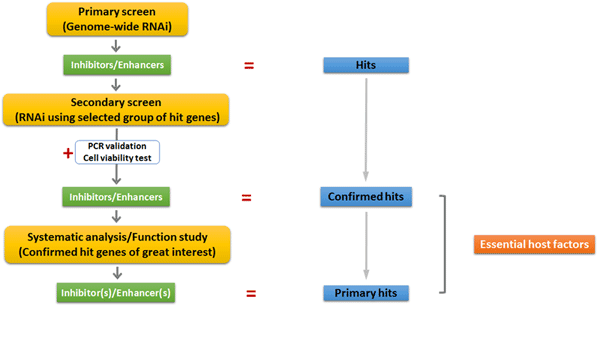 Primary screen
(Genome-wide RNAi)
Inhibitors/Enhancers
=
Hits
Secondary screen
(RNAi using selected group of hit genes)
+
PCR validation
Cell viability test
Inhibitors/Enhancers
=
Confirmed hits
Systematic analysis/Function study
(Confirmed hit genes of great interest)
Essential host factors
Inhibitor(s)/Enhancer(s)
=
Primary hits